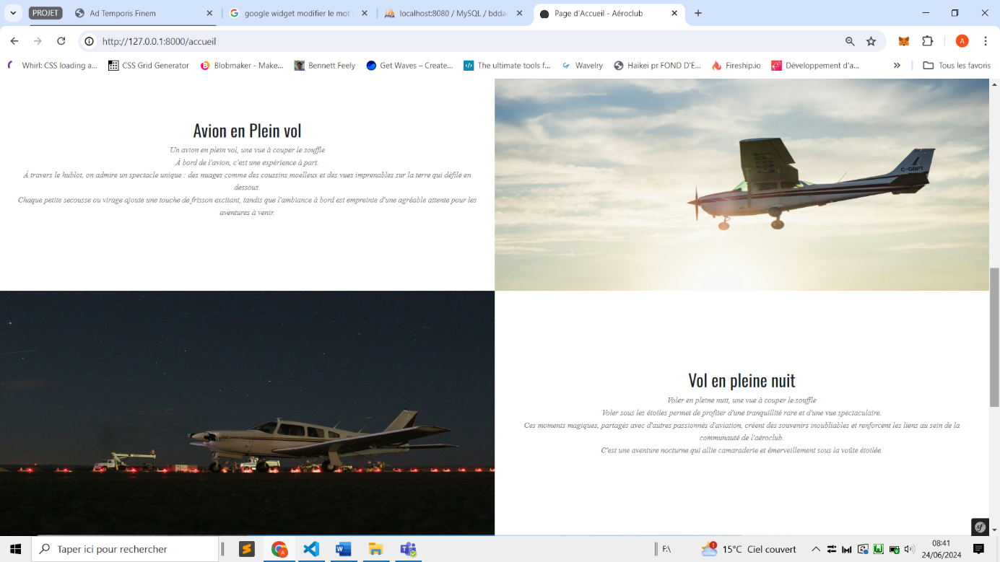 PROJET
Ad Temporis Finem
google widget modifier le mot
localhost:8080 / MySQL / bddae
Page d'Accueil - Aéroclub
http://127.0.0.1:8000/accueil
A
Whirl: CSS loading a...
CSS Grid Generator
Blobmaker - Make...
Bennett Feely
Get Waves – Create...
The ultimate tools f...
Wavelry
Haikei pr FOND D'E...
Fireship.io
Développement d'a...
Tous les favoris
Avion en Plein vol
Un avion en plein vol, une vue à couper le souffle
À bord de l'avion, c'est une expérience à part.
À travers le hublot, on admire un spectacle unique : des nuages comme des coussins moelleux et des vues imprenables sur la terre qui défile en
dessous.
Chaque petite secousse ou virage ajoute une touche de frisson excitant, tandis que l'ambiance à bord est empreinte d'une agréable attente pour les
aventures à venir.
Vol en pleine nuit
Voler en pleine nuit, une vue à couper le souffle
Voler sous les étoiles permet de profiter d'une tranquillité rare et d'une vue spectaculaire.
Ces moments magiques, partagés avec d'autres passionnés d'aviation, créent des souvenirs inoubliables et renforcent les liens au sein de la
communauté de l'aéroclub.
C'est une aventure nocturne qui allie camaraderie et émerveillement sous la voûte étoilée.
Taper ici pour rechercher
F:\
1
15°C Ciel couvert
08:41
24/06/2024